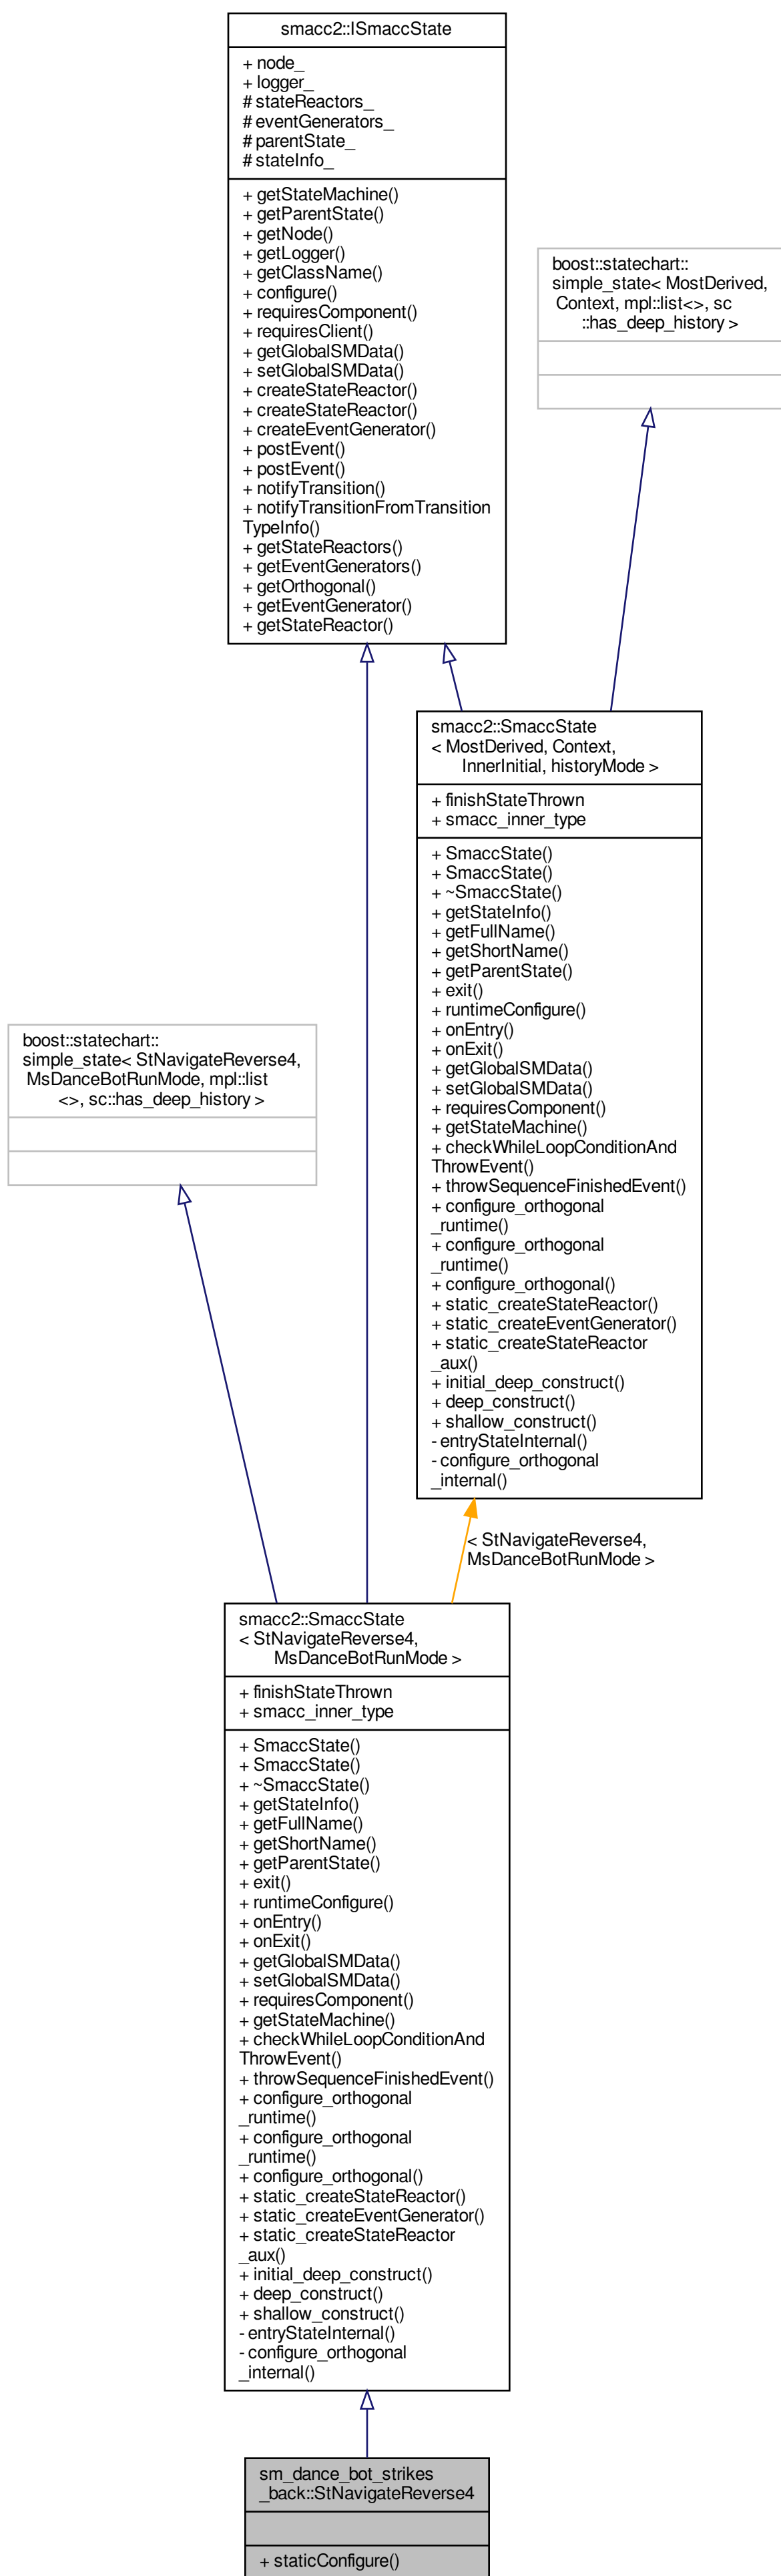 smacc2::ISmaccState
+ node_
+ logger_
# stateReactors_
# eventGenerators_
# parentState_
# stateInfo_
+ getStateMachine()
+ getParentState()
+ getNode()
+ getLogger()
+ getClassName()
+ configure()
+ requiresComponent()
+ requiresClient()
+ getGlobalSMData()
+ setGlobalSMData()
+ createStateReactor()
+ createStateReactor()
+ createEventGenerator()
+ postEvent()
+ postEvent()
+ notifyTransition()
+ notifyTransitionFromTransition
TypeInfo()
+ getStateReactors()
+ getEventGenerators()
+ getOrthogonal()
+ getEventGenerator()
+ getStateReactor()
boost::statechart::
simple_state< MostDerived,
Context, mpl::list<>, sc
::has_deep_history >
smacc2::SmaccState
< MostDerived, Context,
InnerInitial, historyMode >
+ finishStateThrown
+ smacc_inner_type
+ SmaccState()
+ SmaccState()
+ ~SmaccState()
+ getStateInfo()
+ getFullName()
+ getShortName()
+ getParentState()
+ exit()
+ runtimeConfigure()
+ onEntry()
+ onExit()
+ getGlobalSMData()
+ setGlobalSMData()
+ requiresComponent()
+ getStateMachine()
+ checkWhileLoopConditionAnd
ThrowEvent()
+ throwSequenceFinishedEvent()
+ configure_orthogonal
_runtime()
+ configure_orthogonal
_runtime()
+ configure_orthogonal()
+ static_createStateReactor()
+ static_createEventGenerator()
+ static_createStateReactor
_aux()
+ initial_deep_construct()
+ deep_construct()
+ shallow_construct()
- entryStateInternal()
- configure_orthogonal
_internal()
boost::statechart::
simple_state< StNavigateReverse4,
MsDanceBotRunMode, mpl::list
<>, sc::has_deep_history >
< StNavigateReverse4,
MsDanceBotRunMode >
smacc2::SmaccState
< StNavigateReverse4,
MsDanceBotRunMode >
+ finishStateThrown
+ smacc_inner_type
+ SmaccState()
+ SmaccState()
+ ~SmaccState()
+ getStateInfo()
+ getFullName()
+ getShortName()
+ getParentState()
+ exit()
+ runtimeConfigure()
+ onEntry()
+ onExit()
+ getGlobalSMData()
+ setGlobalSMData()
+ requiresComponent()
+ getStateMachine()
+ checkWhileLoopConditionAnd
ThrowEvent()
+ throwSequenceFinishedEvent()
+ configure_orthogonal
_runtime()
+ configure_orthogonal
_runtime()
+ configure_orthogonal()
+ static_createStateReactor()
+ static_createEventGenerator()
+ static_createStateReactor
_aux()
+ initial_deep_construct()
+ deep_construct()
+ shallow_construct()
- entryStateInternal()
- configure_orthogonal
_internal()
sm_dance_bot_strikes
_back::StNavigateReverse4
+ staticConfigure()